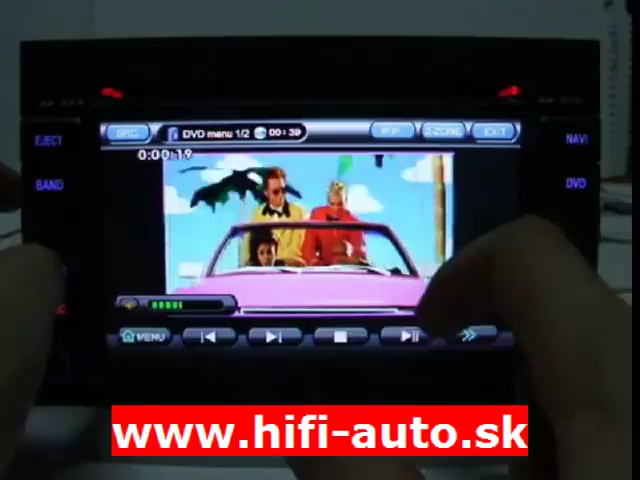 EJECT
NAVI
BAND
DVD
SRC
DVD menu 1/2 00:39
P.P
2-ZONE
EXIT
0:00:19
MENU
www.hifi-auto.sk